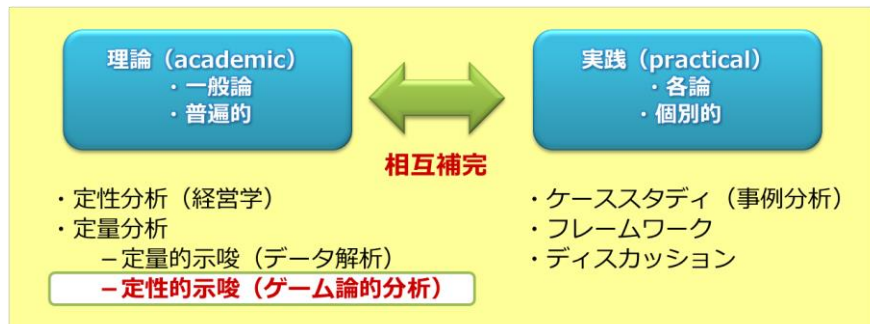 理論（academic）
・一般論
・普遍的
実践（practical）
・各論
・個別的
相互補完
・定性分析（経営学）
・定量分析
－定量的示唆（データ解析）
－定性的示唆（ゲーム論的分析）
・ケーススタディ（事例分析）
・フレームワーク
・ディスカッション